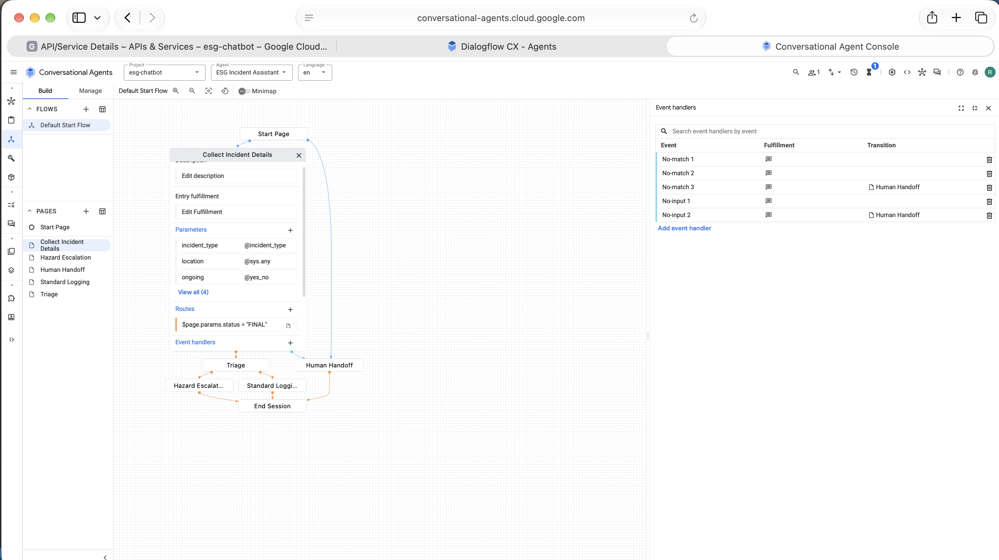 conversational-agents.cloud.google.com
G API/Service Details – APIs & Services – esg-chatbot – Google Cloud...
Dialogflow CX - Agents
Conversational Agent Console
Conversational Agents
Project
esg-chatbot
Agent
ESG Incident Assistant
Language
en
1
1
R
Build
Manage
Default Start Flow
Minimap
FLOWS
Default Start Flow
PAGES
Start Page
Collect Incident
Details
Hazard Escalation
Human Handoff
Standard Logging
Triage
Start Page
Collect Incident Details
Description
Edit description
Entry fulfillment
Edit Fulfillment
Parameters
incident_type @incident_type
location @sys.any
ongoing @yes_no
View all (4)
Routes
$page.params.status = "FINAL"
Event handlers
Triage
Human Handoff
Hazard Escalat...
Standard Loggi...
End Session
Event handlers
Search event handlers by event
Event Fulfillment Transition
No-match 1
No-match 2
No-match 3 Human Handoff
No-input 1
No-input 2 Human Handoff
Add event handler